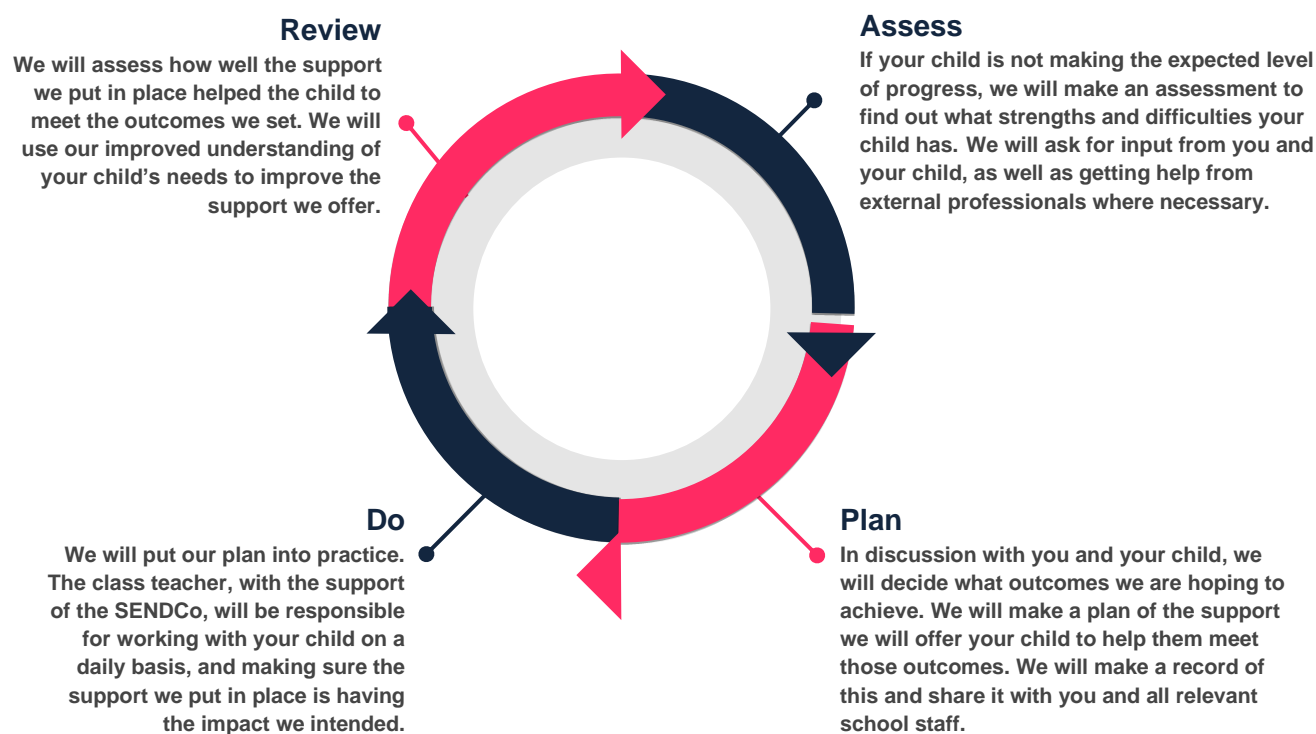 Review
We will assess how well the support
we put in place helped the child to
meet the outcomes we set. We will
use our improved understanding of
your child's needs to improve the
support we offer.
Assess
If your child is not making the expected level
of progress, we will make an assessment to
find out what strengths and difficulties your
child has. We will ask for input from you and
your child, as well as getting help from
external professionals where necessary.
Do
We will put our plan into practice.
The class teacher, with the support
of the SENDCo, will be responsible
for working with your child on a
daily basis, and making sure the
support we put in place is having
the impact we intended.
Plan
In discussion with you and your child, we
will decide what outcomes we are hoping to
achieve. We will make a plan of the support
we will offer your child to help them meet
those outcomes. We will make a record of
this and share it with you and all relevant
school staff.